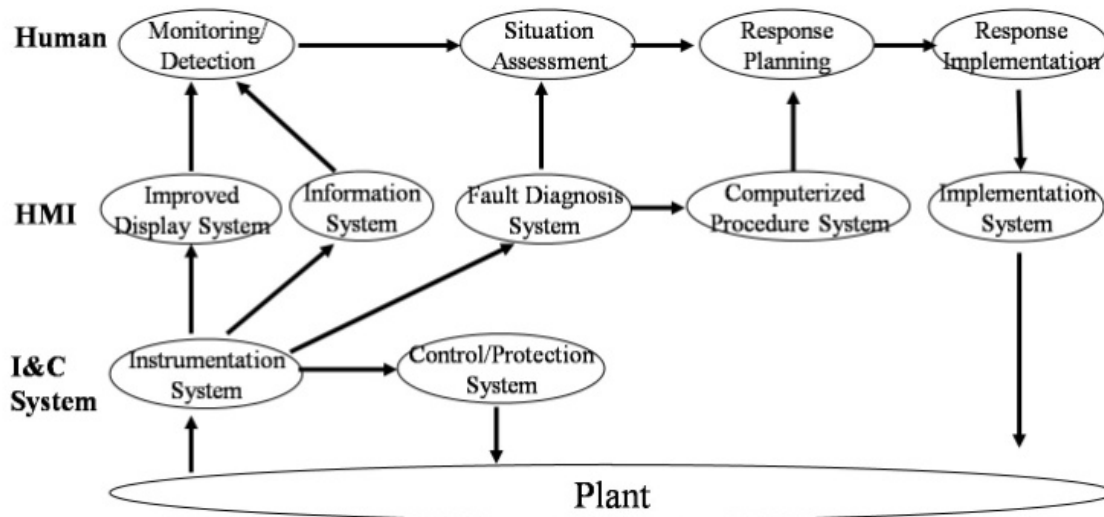 Human
Monitoring/
Detection
Situation
Assessment
Response
Planning
Response
Implementation
HMI
Improved
Display System
Information
System
Fault Diagnosis
System
Computerized
Procedure System
Implementation
System
I&C
System
Instrumentation
System
Control/Protection
System
Plant